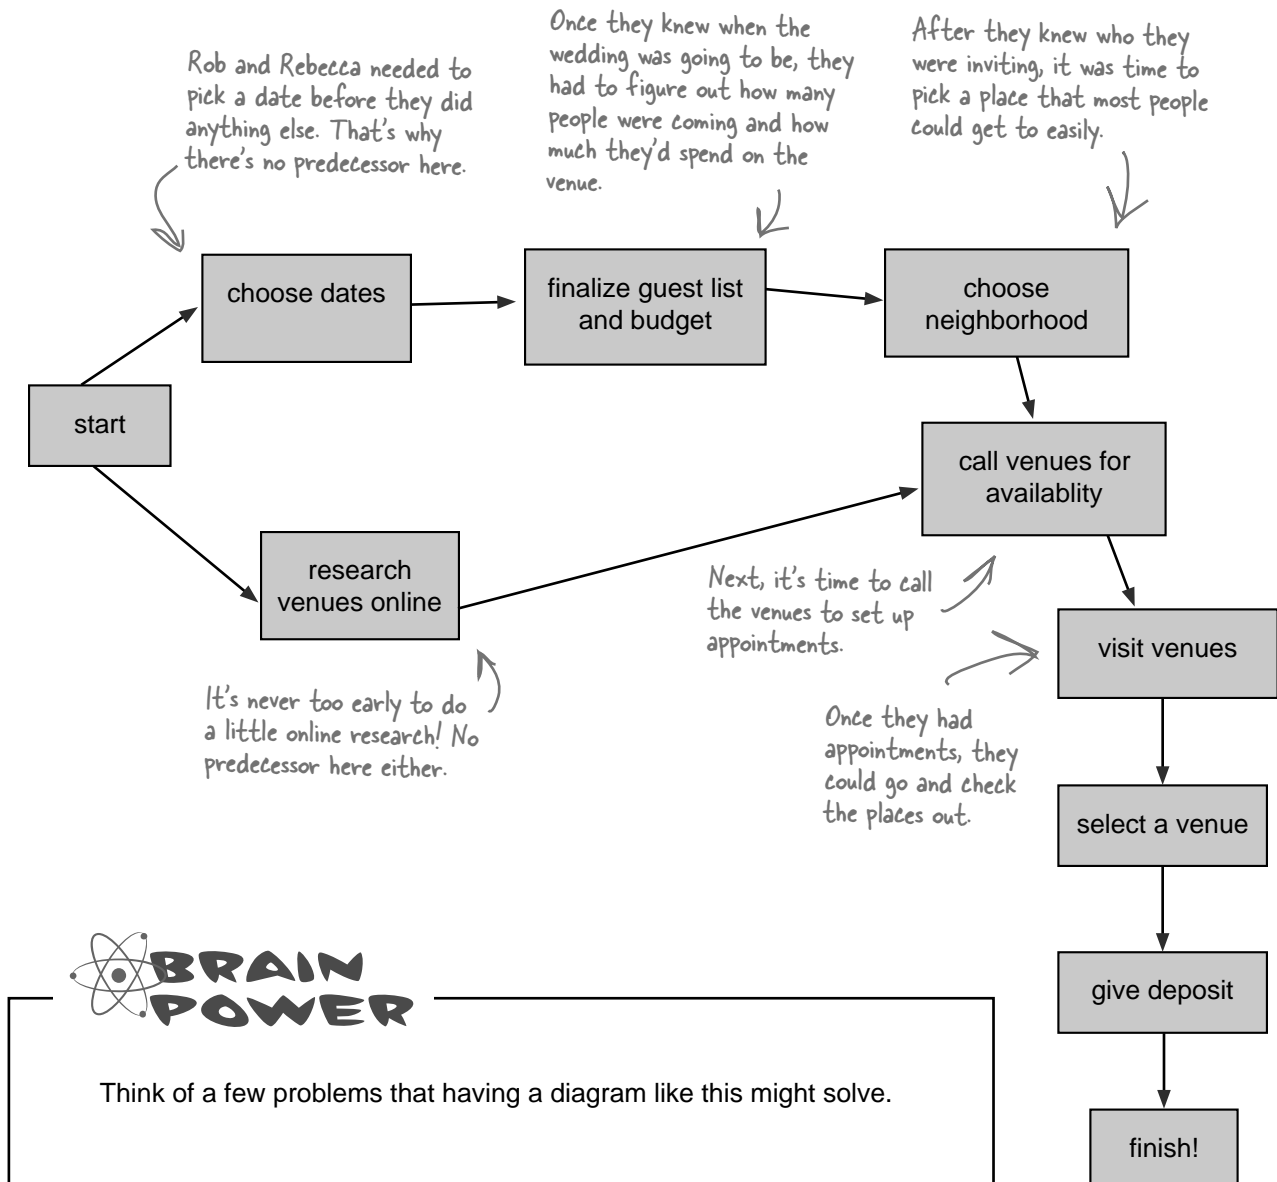 Rob and Rebecca needed to
pick a date before they did
anything else. That's why
there's no predecessor here.
Once they knew when the
wedding was going to be, they
had to figure out how many
people were coming and how
much they'd spend on the
venue.
After they knew who they
were inviting, it was time to
pick a place that most people
could get to easily.
choose dates
finalize guest list
and budget
choose
neighborhood
start
call venues for
availablity
research
venues online
Next, it's time to call
the venues to set up
appointments.
visit venues
It's never too early to do
a little online research! No
predecessor here either.
Once they had
appointments, they
could go and check
the places out.
select a venue
give deposit
finish!
BRAIN
POWER
Think of a few problems that having a diagram like this might solve.